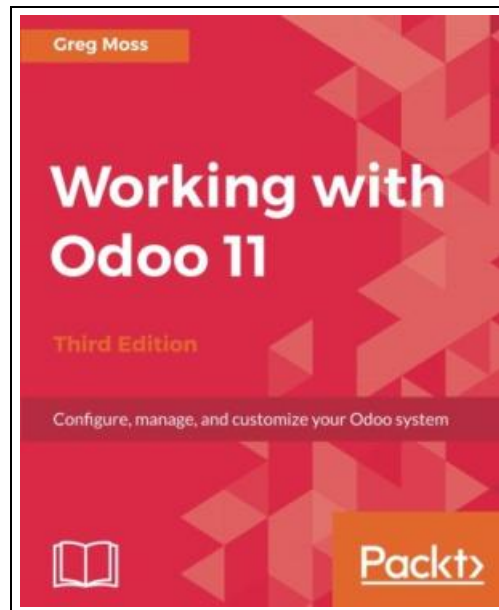 Greg Moss
Working with
Odoo 11
Third Edition
Configure, manage, and customize your Odoo system
Packt>